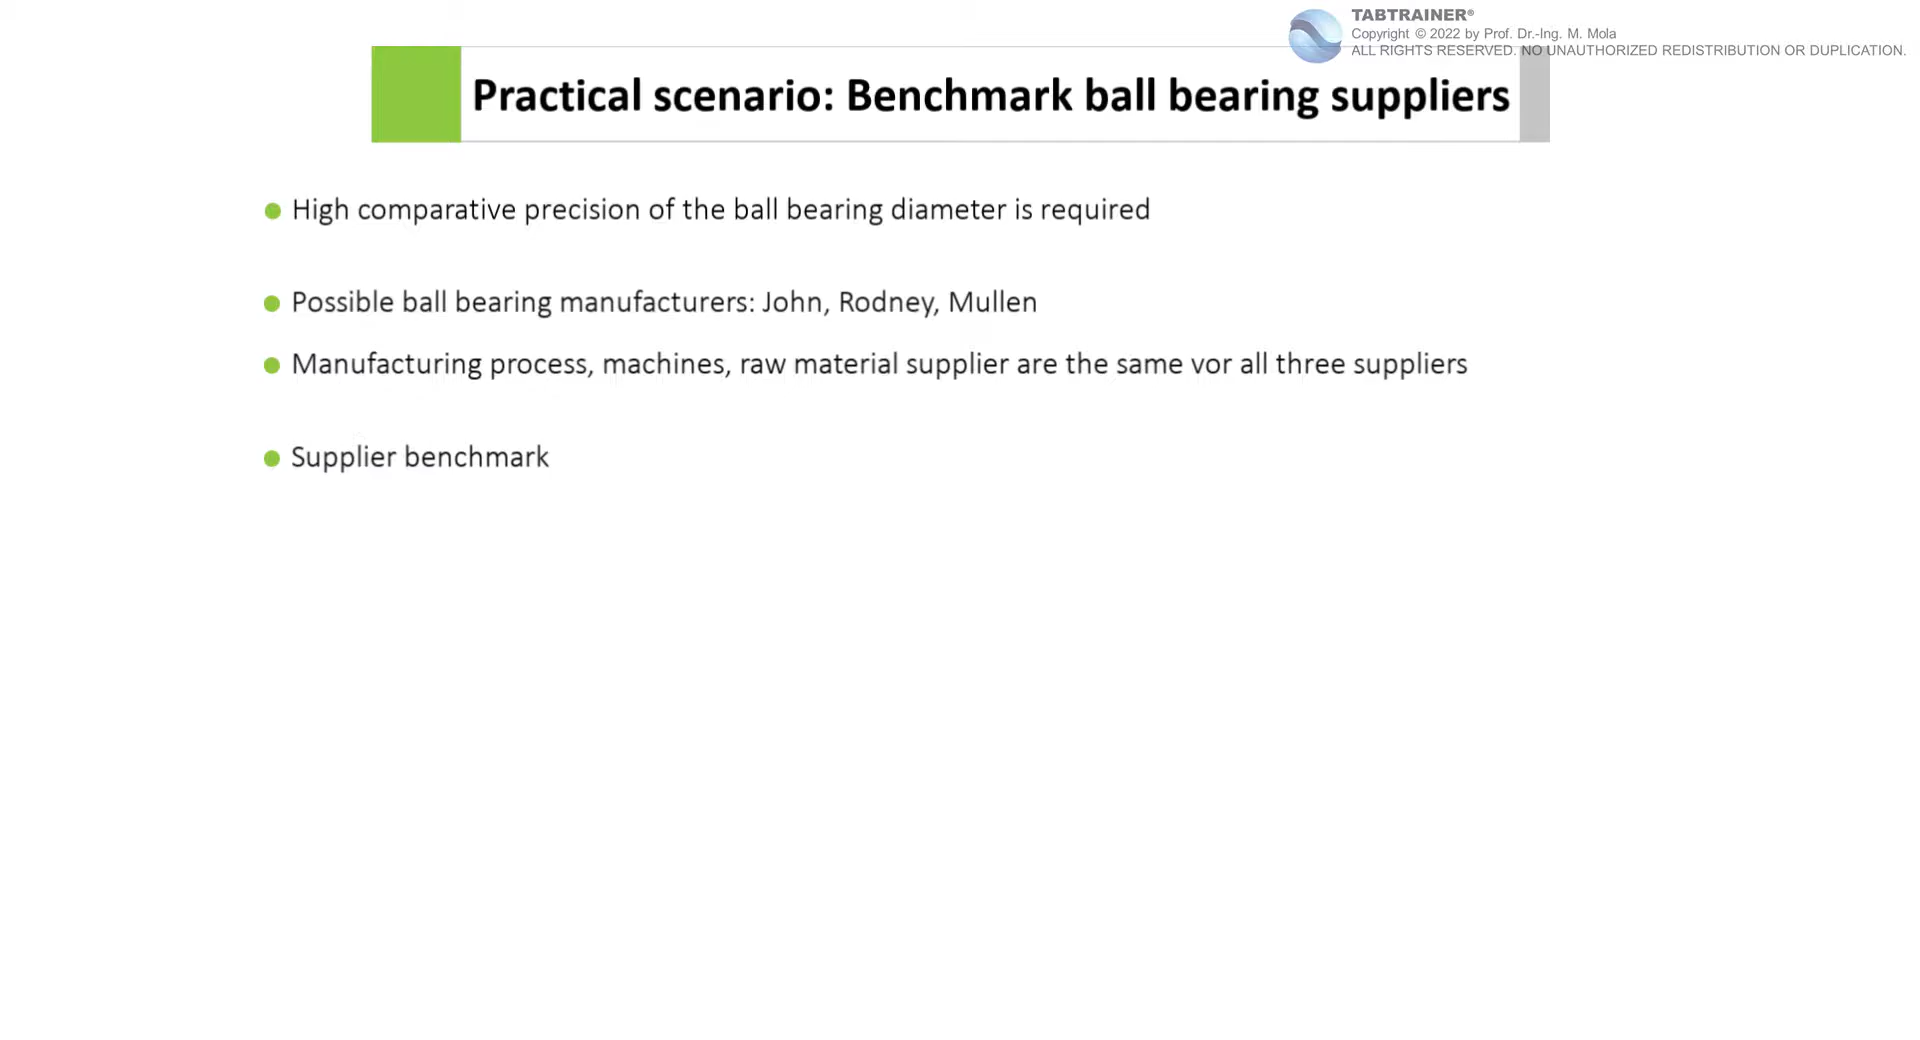 TABTRAINER®
Copyright © 2022 by Prof. Dr.-Ing. M. Mola
ALL RIGHTS RESERVED. NO UNAUTHORIZED REDISTRIBUTION OR DUPLICATION.
Practical scenario: Benchmark ball bearing suppliers
High comparative precision of the ball bearing diameter is required
Possible ball bearing manufacturers: John, Rodney, Mullen
Manufacturing process, machines, raw material supplier are the same vor all three suppliers
Supplier benchmark